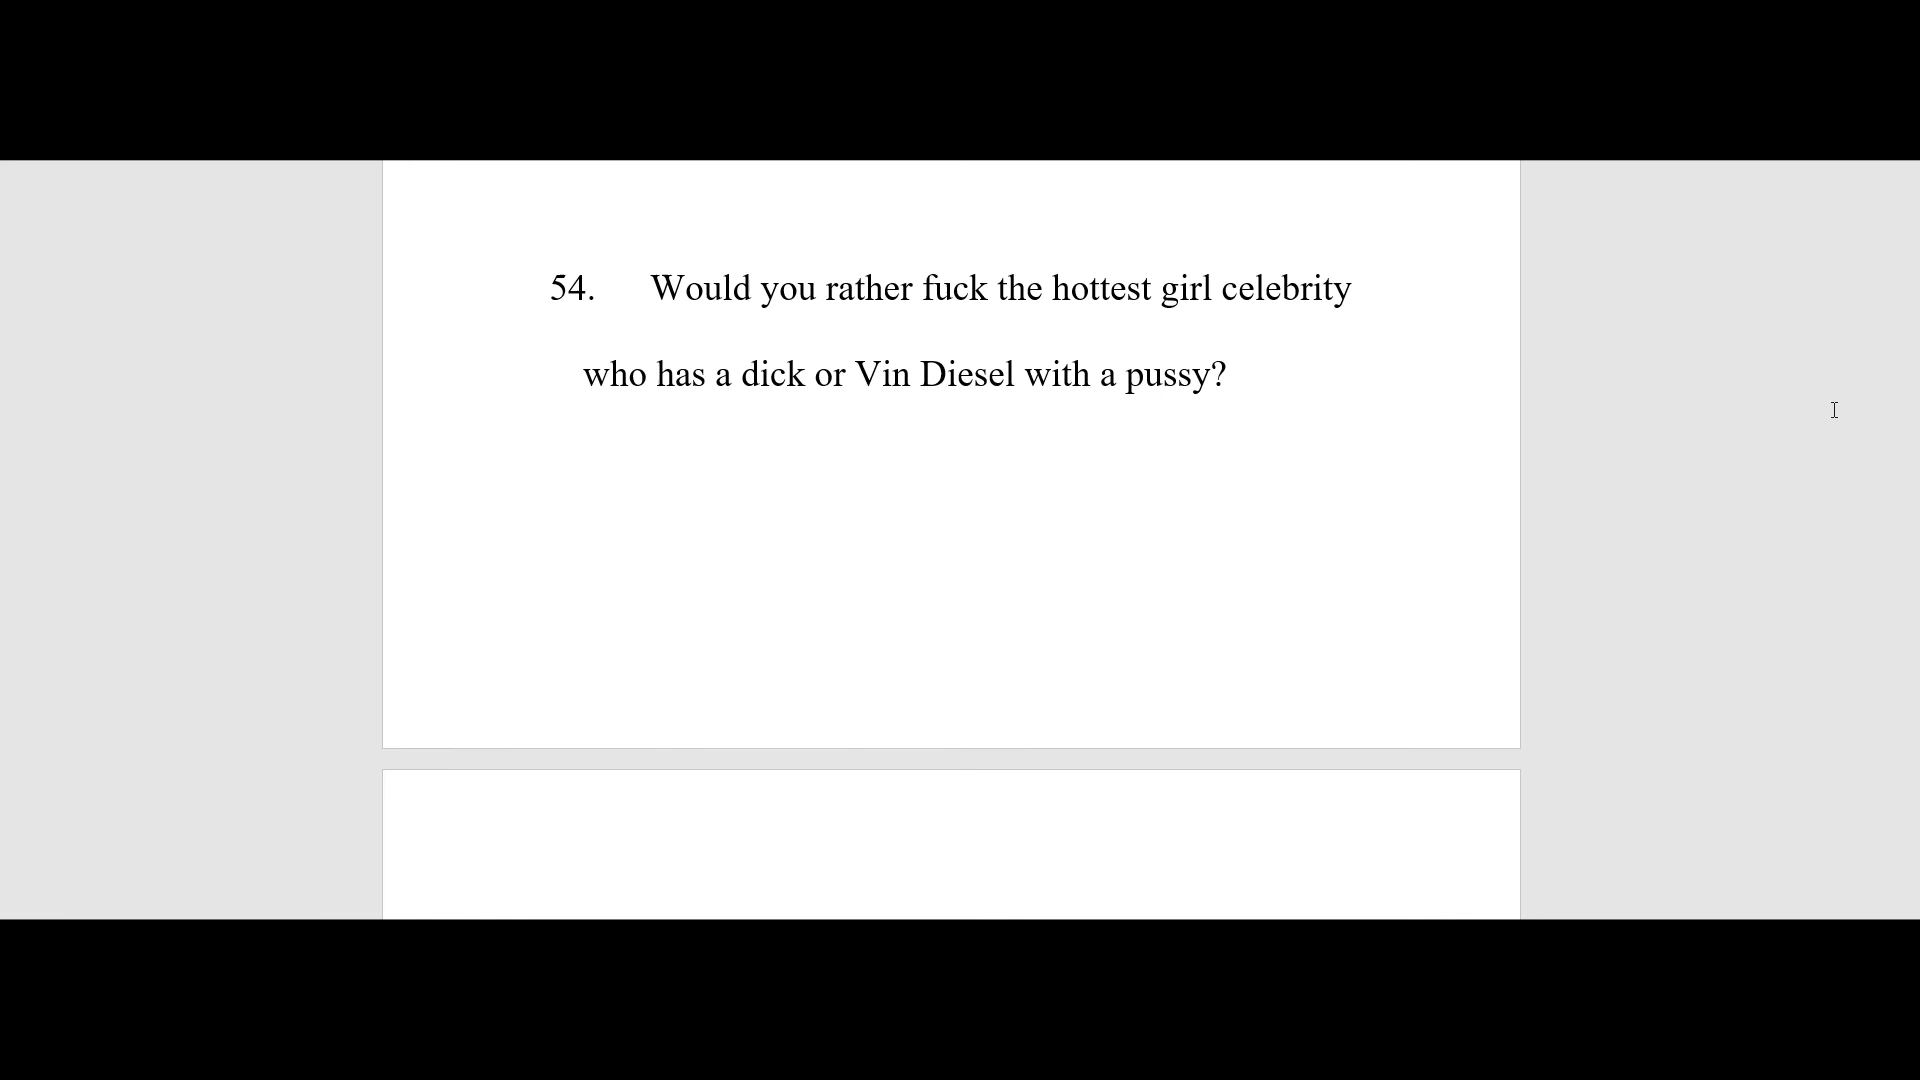 54. Would you rather fuck the hottest girl celebrity
who has a dick or Vin Diesel with a pussy?